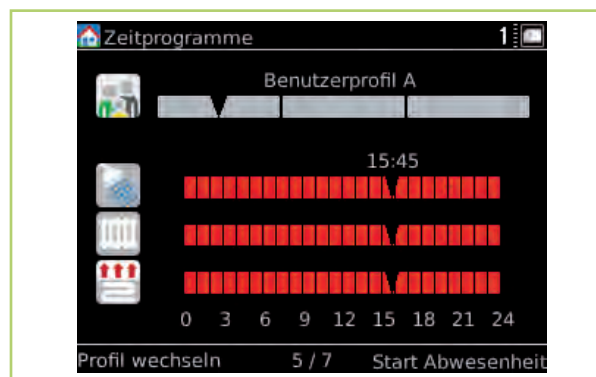 Zeitprogramme 1
Benutzerprofil A
15:45
0 3 6 9 12 15 18 21 24
Profil wechseln 5 / 7 Start Abwesenheit